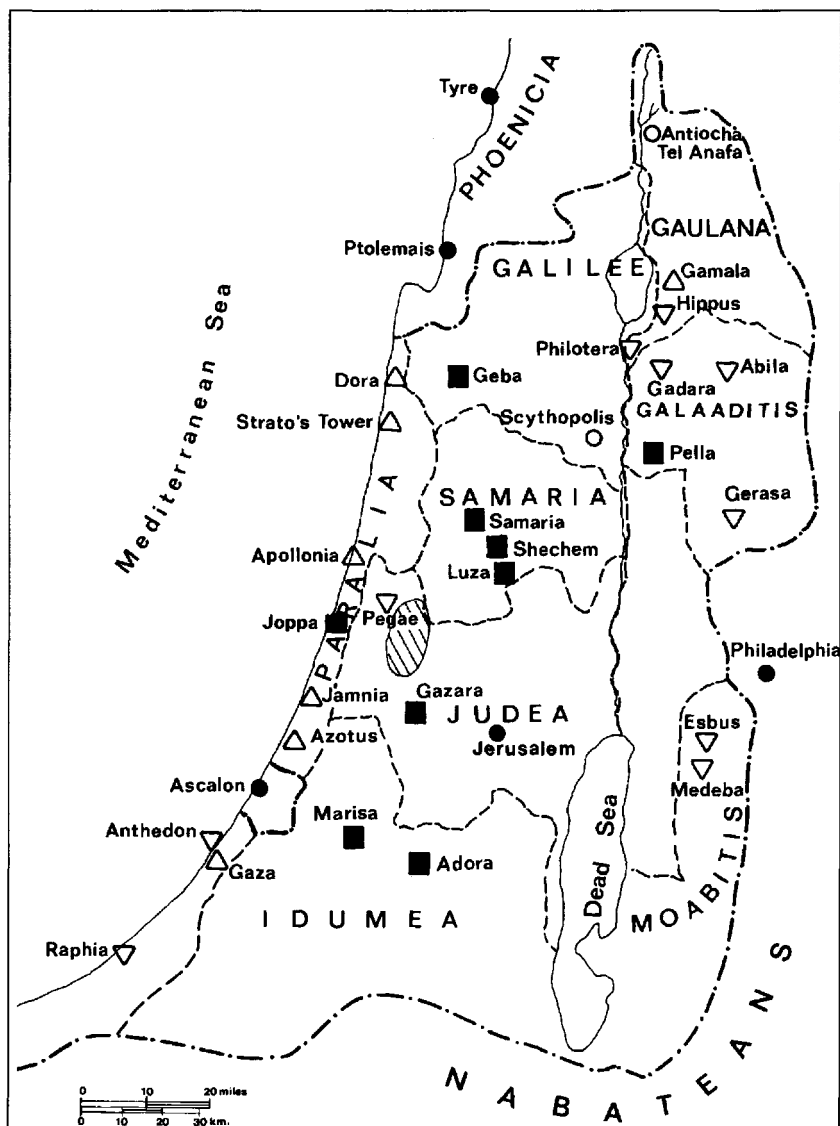 Tyre
PHOENICIA
Antiocha
Tel Anafa
GAULANA
Ptolemais
GALILEE
Gamala
Hippus
Mediterranean Sea
Philotera
Dora
Geba
Gadara
Abila
GALAADITIS
Strato's Tower
Scythopolis
Pella
SAMARIA
Samaria
Gerasa
Shechem
Apollonia
Luza
PARALIA
Pegae
Joppa
Philadelphia
Jamnia
Gazara
JUDEA
Esbus
Azotus
Jerusalem
Medeba
Ascalon
Marisa
Anthedon
Dead Sea
Gaza
Adora
MOABITIS
IDUMEA
Raphia
NABATEANS
0 10 20 miles
0 10 20 30 km.